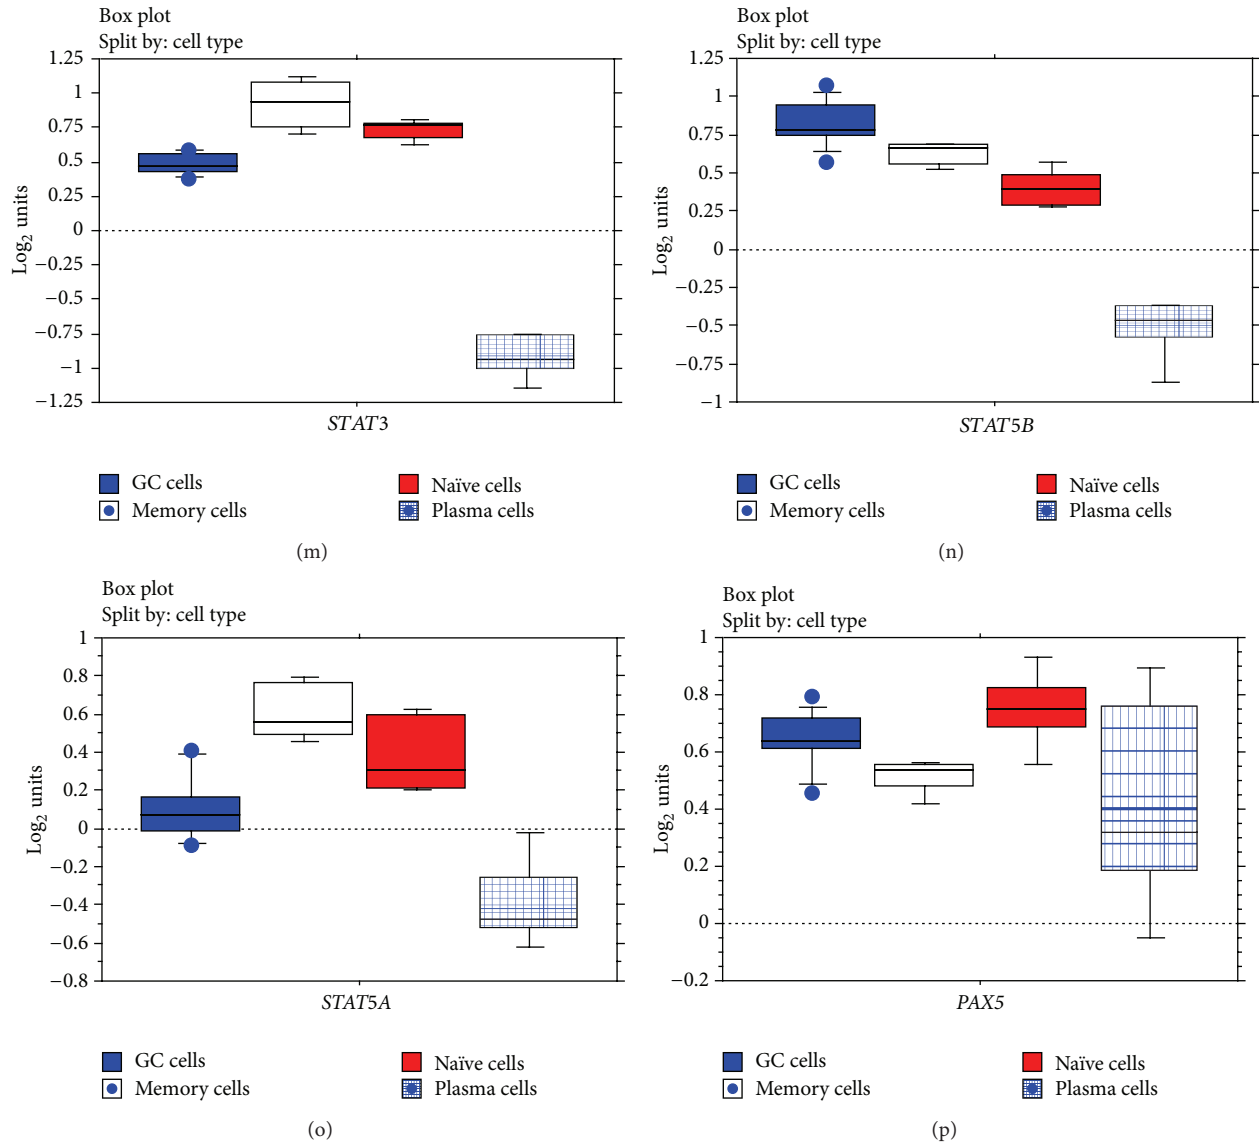 Box plot
Split by: cell type
1.25
1
0.75
0.5
0.25
0
−0.25
−0.5
−0.75
−1
−1.25
Log2 units
STAT3
GC cells
Memory cells
Naïve cells
Plasma cells
(m)
Box plot
Split by: cell type
1.25
1
0.75
0.5
0.25
0
−0.25
−0.5
−0.75
−1
Log2 units
STAT5B
GC cells
Memory cells
Naïve cells
Plasma cells
(n)
Box plot
Split by: cell type
1
0.8
0.6
0.4
0.2
0
−0.2
−0.4
−0.6
−0.8
Log2 units
STAT5A
GC cells
Memory cells
Naïve cells
Plasma cells
(o)
Box plot
Split by: cell type
1
0.8
0.6
0.4
0.2
0
−0.2
Log2 units
PAX5
GC cells
Memory cells
Naïve cells
Plasma cells
(p)